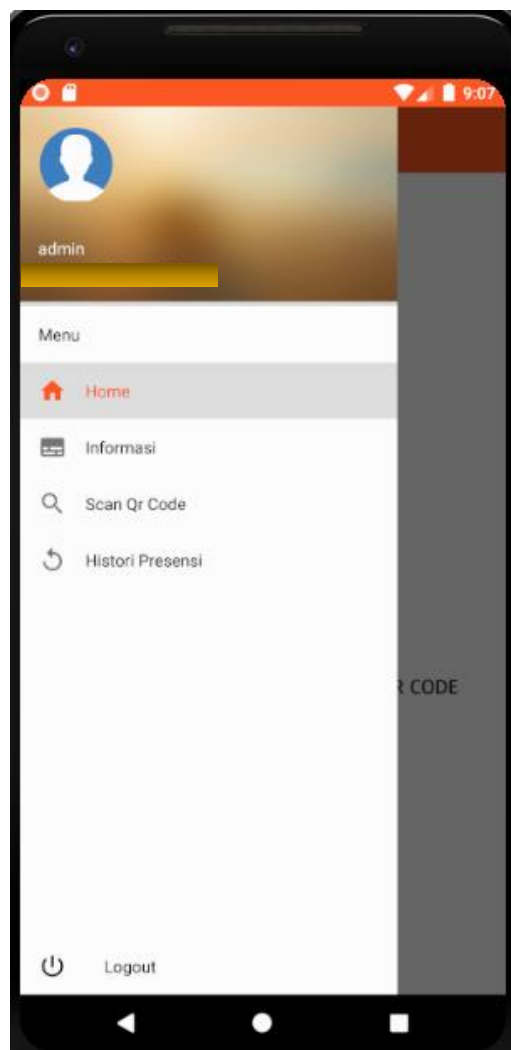 9:07
admin
Menu
Home
Informasi
Scan Qr Code
Histori Presensi
R CODE
Logout